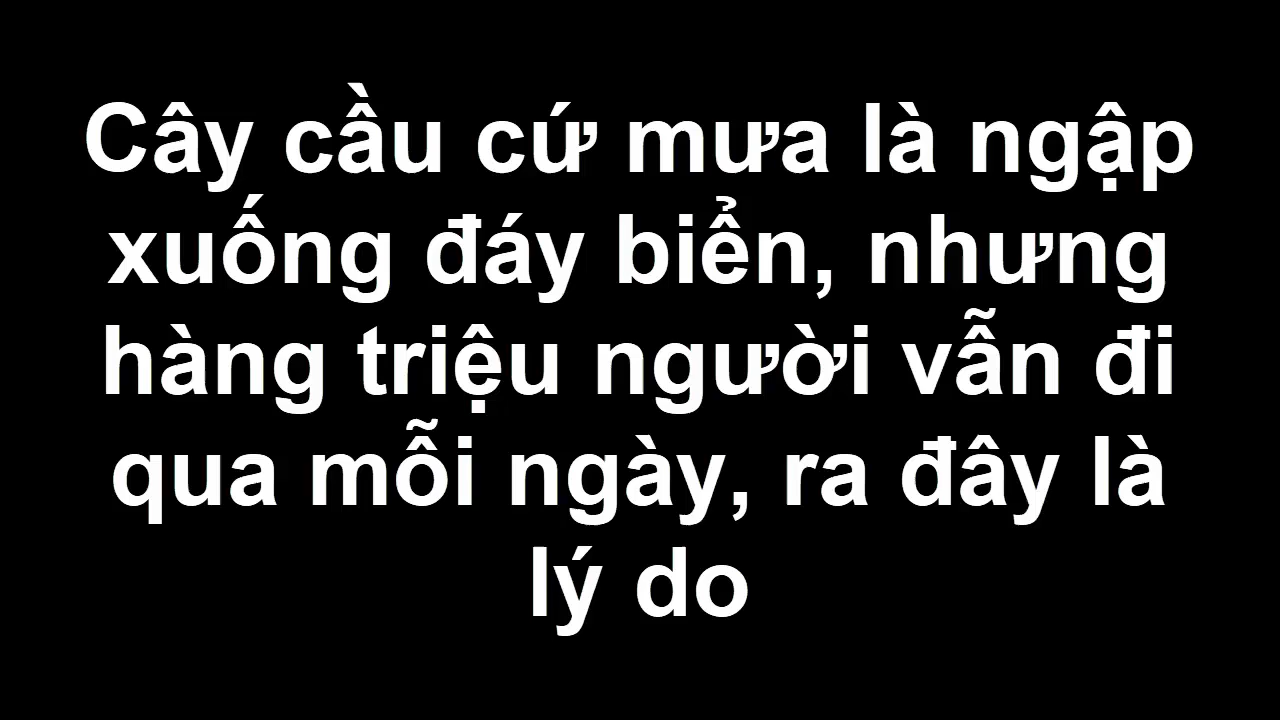 Cây cầu cứ mưa là ngập
xuống đáy biển, nhưng
hàng triệu người vẫn đi
qua mỗi ngày, ra đây là
lý do